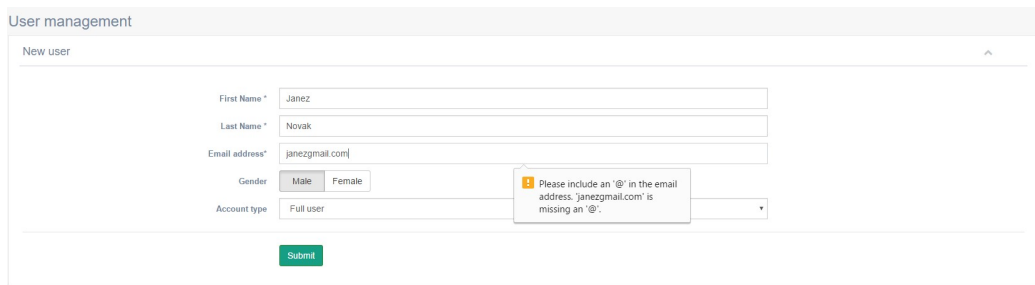 User management
New user
First Name *
Janez
Last Name *
Novak
Email address*
janezgmail.com
Gender
Male
Female
Please include an '@' in the email
address. 'janezgmail.com' is
missing an '@'.
Account type
Full user
Submit